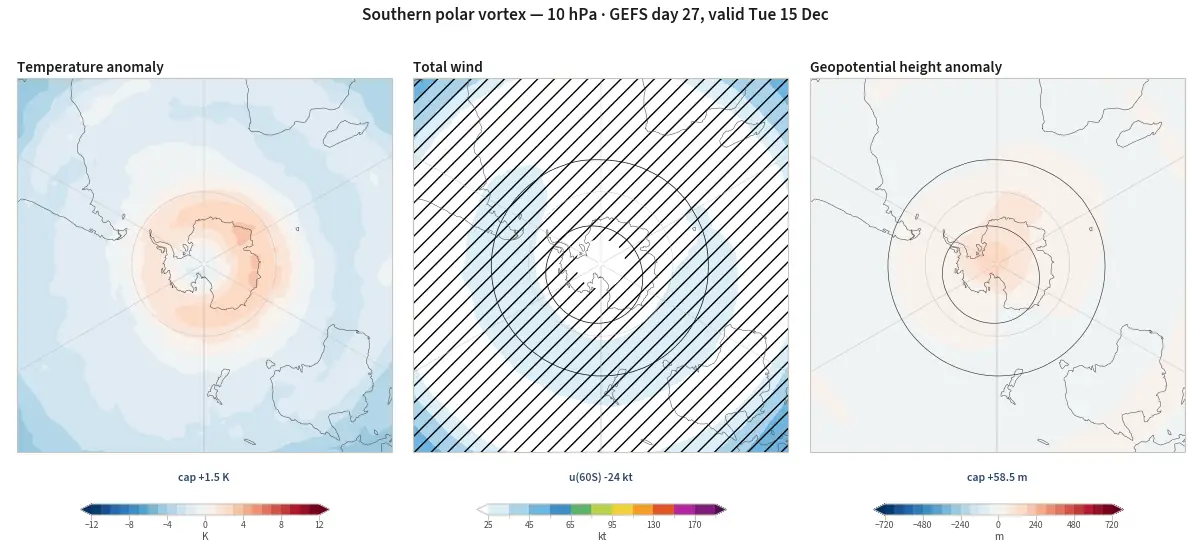 Southern polar vortex — 10 hPa · GEFS day 27, valid Tue 15 Dec
Temperature anomaly
Total wind
Geopotential height anomaly
cap +1.5 K
u(60S) -24 kt
cap +58.5 m
−12 −8 −4 0 4 8 12
K
25 45 65 95 130 170
kt
−720 −480 −240 0 240 480 720
m